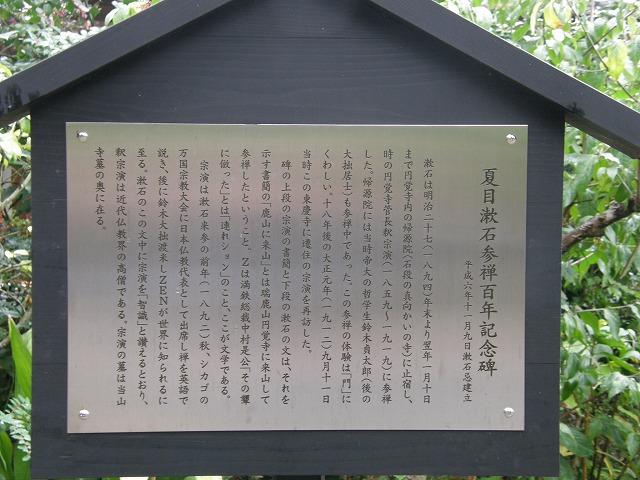 夏目漱石参禅百年記念碑
平成六年十一月九日漱石忌建立
漱石は明治二十七(一八九四)年末より翌年一月十日
まで円覚寺内の帰源院(石段の真向かいの寺)に止宿し、
時の円覚寺管長釈宗演(一八五九～一九一九)に参禅
した。帰源院には当時帝大の哲学生鈴木貞太郎(後の
大拙居士)も参禅中であった。この参禅の体験は「門」に
くわしい。十八年後の大正元年(一九一二)九月十一日
当時この東慶寺に遷住の宗演を再訪した。
碑の上段の宗演の書簡と下段の漱石の文は、それを
示す書簡の「鹿山に来山」とは瑞鹿山円覚寺に来山して
参禅したということ、Zは満鉄総裁中村是公「その顰
に倣った」とは「連れション」のこと、ここが文学である。
宗演は漱石来参の前年(一八九三)秋、シカゴの
万国宗教大会に日本仏教代表として出席し禅を英語で
説き、後に鈴木大拙渡米しZENが世界に知られるに
至る。漱石のこの文中に宗演を「智識」と讃えるとおり、
釈宗演は近代仏教界の高僧である。宗演の墓は当山
寺墓の奥に在る。